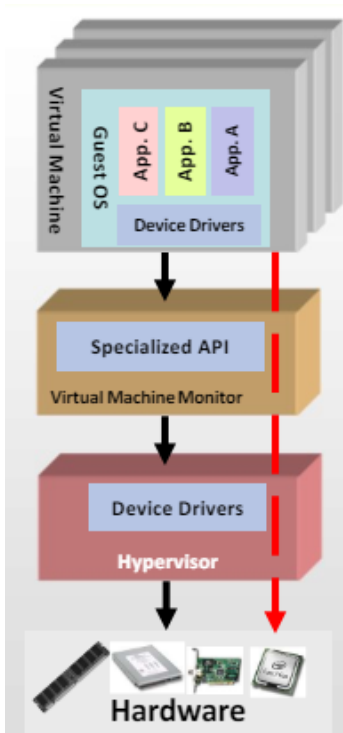 Virtual Machine
Guest OS
App. C
App. B
App. A
Device Drivers
Specialized API
Virtual Machine Monitor
Device Drivers
Hypervisor
Hardware